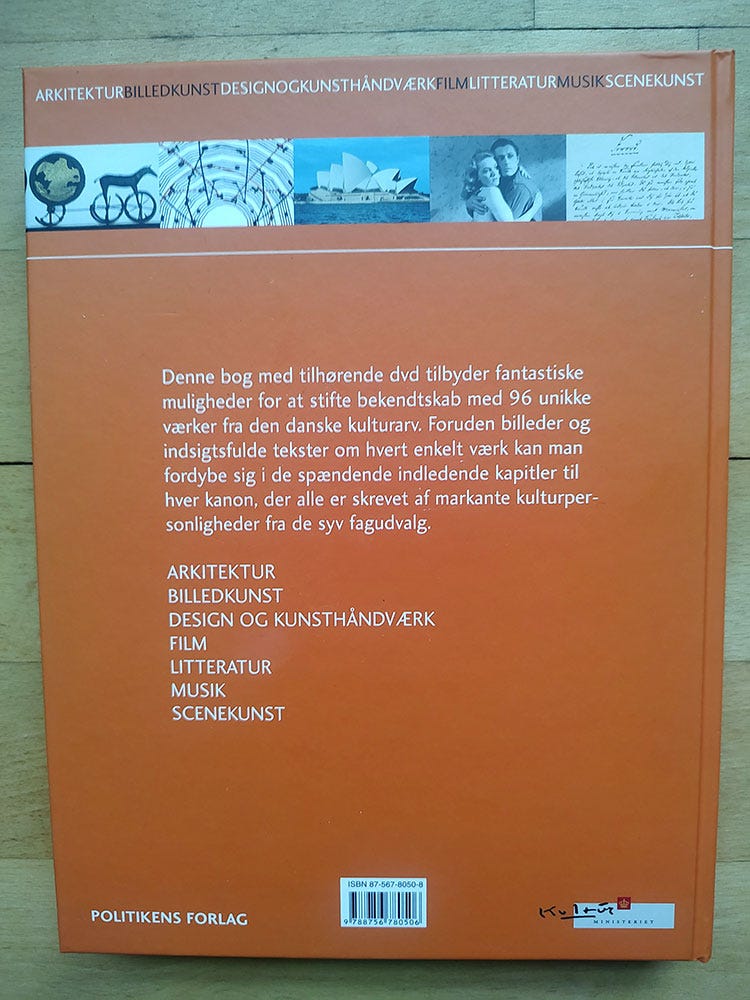 ARKITEKTURBILLEDKUNSTDESIGNOGKUNSTHÅNDVÆRKFILMLITTERATURMUSIKSCENEKUNST
Denne bog med tilhørende dvd tilbyder fantastiske
muligheder for at stifte bekendtskab med 96 unikke
værker fra den danske kulturarv. Foruden billeder og
indsigtsfulde tekster om hvert enkelt værk kan man
fordybe sig i de spændende indledende kapitler til
hver kanon, der alle er skrevet af markante kulturper-
sonligheder fra de syv fagudvalg.
ARKITEKTUR
BILLEDKUNST
DESIGN OG KUNSTHÅNDVÆRK
FILM
LITTERATUR
MUSIK
SCENEKUNST
ISBN 87-567-8050-8
9 788756 780506
POLITIKENS FORLAG
Kultur
MINISTERIET